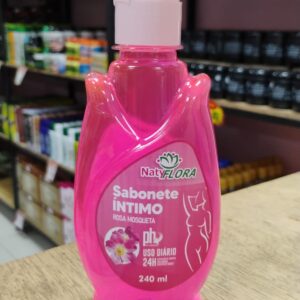 Naty
FLORA
Sabonete
ÍNTIMO
ROSA MOSQUETA
ph
USO DIÁRIO
24H
240 ml